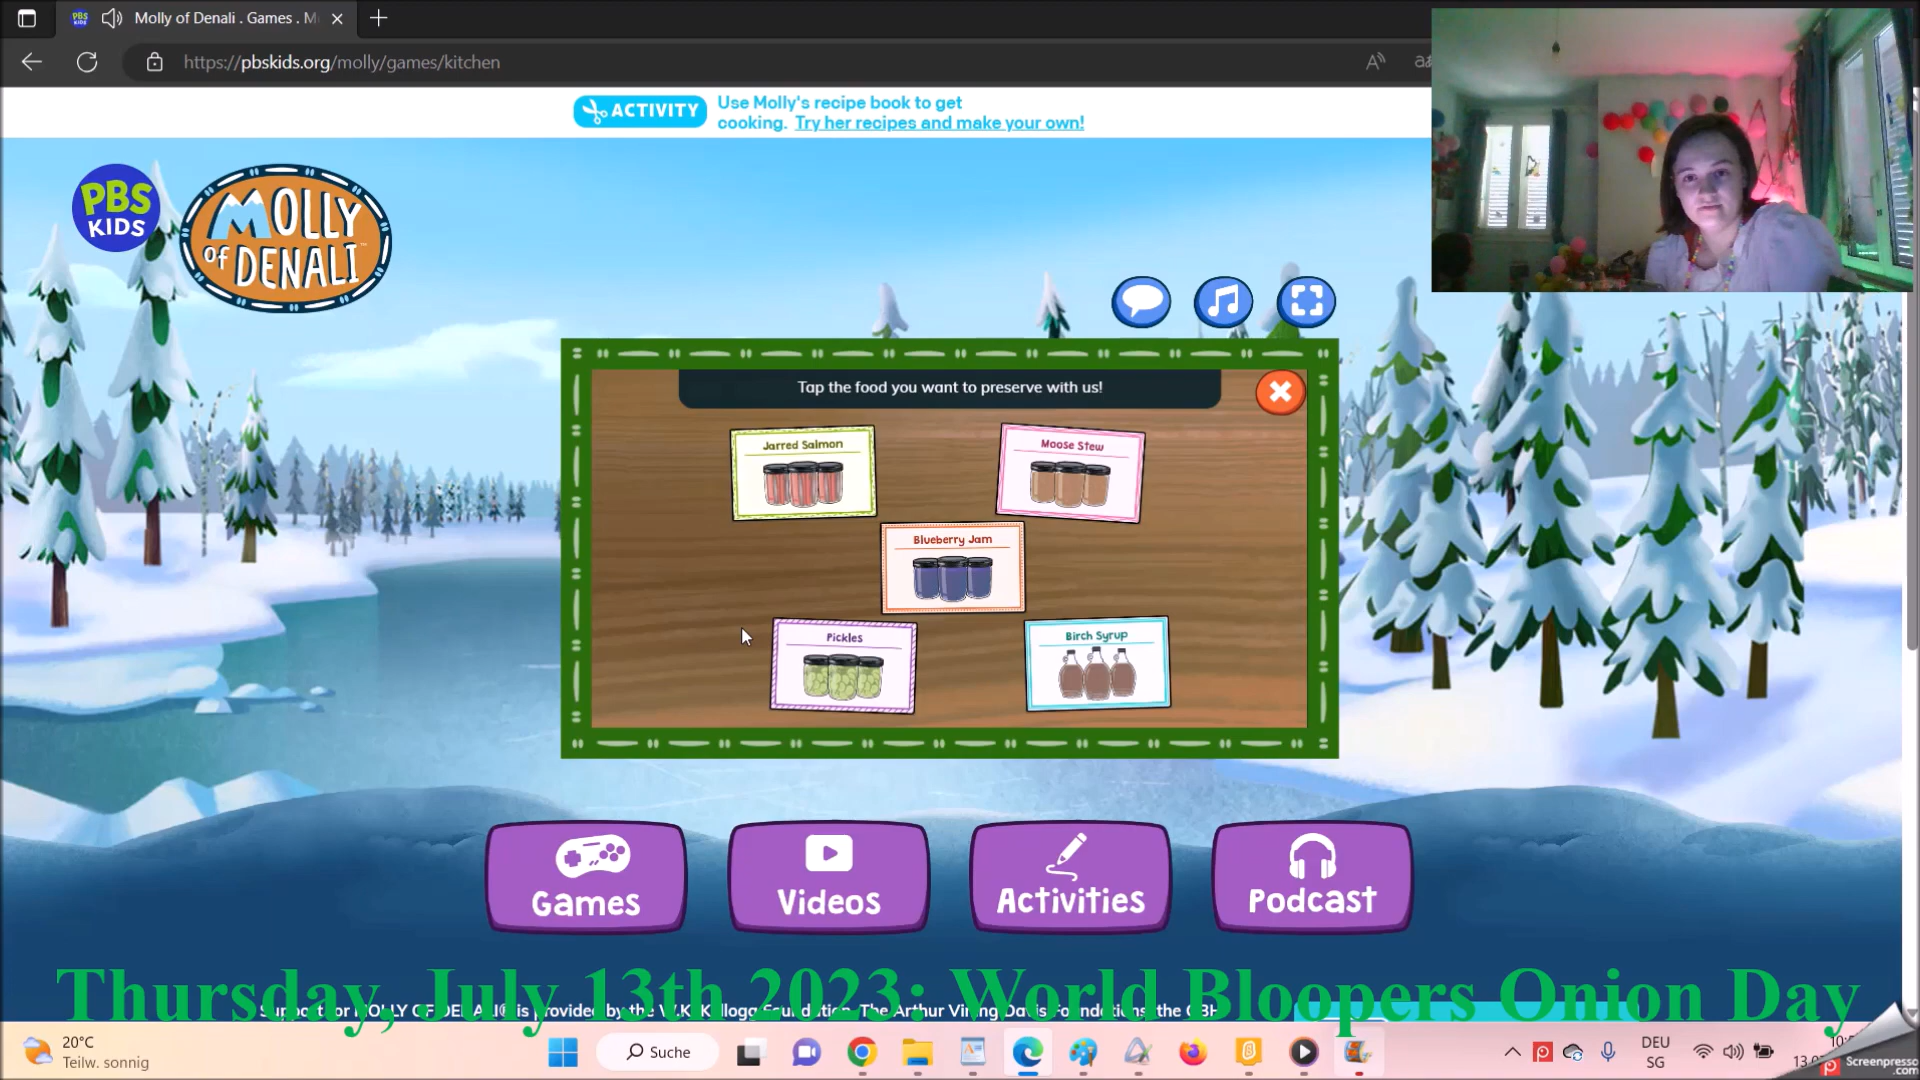 Molly of Denali . Games . M
https://pbskids.org/molly/games/kitchen
ACTIVITY
Use Molly's recipe book to get
cooking. Try her recipes and make your own!
PBS
KIDS
MOLLY
OF DENALI
Tap the food you want to preserve with us!
Jarred Salmon
Moose Stew
Blueberry Jam
Pickles
Birch Syrup
Games
Videos
Activities
Podcast
Thursday, July 13th 2023: World Bloopers Onion Day
20°C
Teilw. sonnig
Suche
DEU
SG
Screenpresso
.com